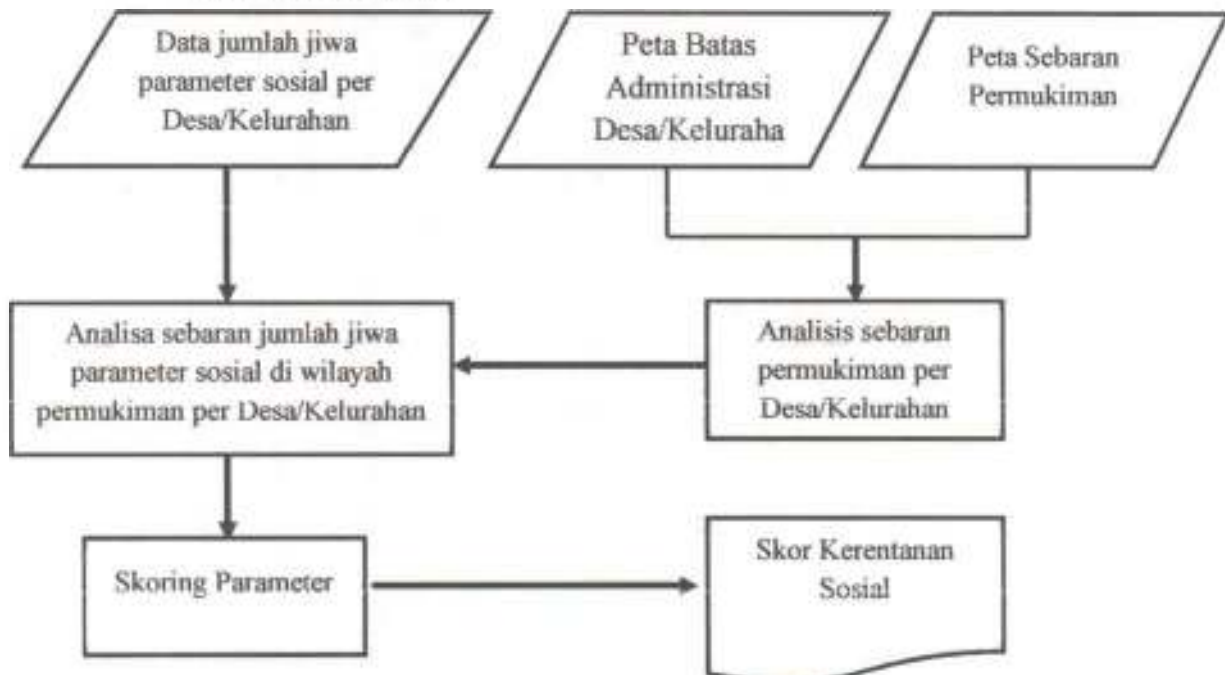 Data jumlah jiwa
parameter sosial per
Desa/Kelurahan
Peta Batas
Administrasi
Desa/Keluraha
Peta Sebaran
Permukiman
Analisa sebaran jumlah jiwa
parameter sosial di wilayah
permukiman per Desa/Kelurahan
Analisis sebaran
permukiman per
Desa/Kelurahan
Skoring Parameter
Skor Kerentanan
Sosial